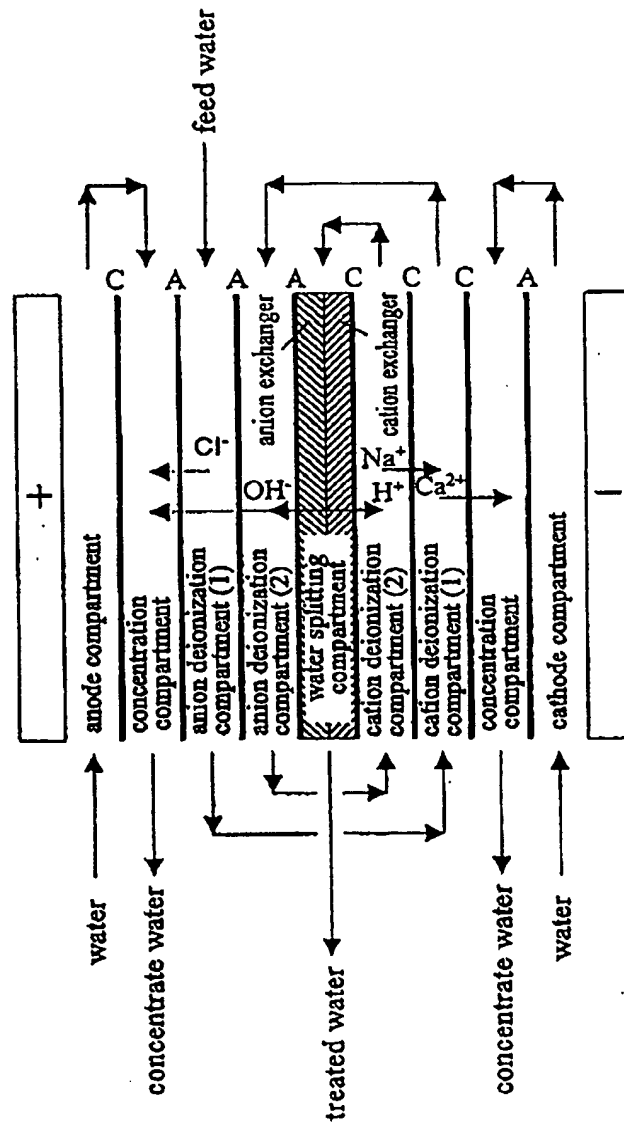 +
anode compartment
concentration
compartment
anion deionization
compartment (1)
anion deionization
compartment (2)
water splitting
compartment
cation deionization
compartment (2)
cation deionization
compartment (1)
concentration
compartment
cathode compartment
−
Cl-
OH-
anion exchanger
cation exchanger
Na+
H+
Ca2+
C
A
A
A
C
C
C
A
feed water
water
concentrate water
treated water
concentrate water
water